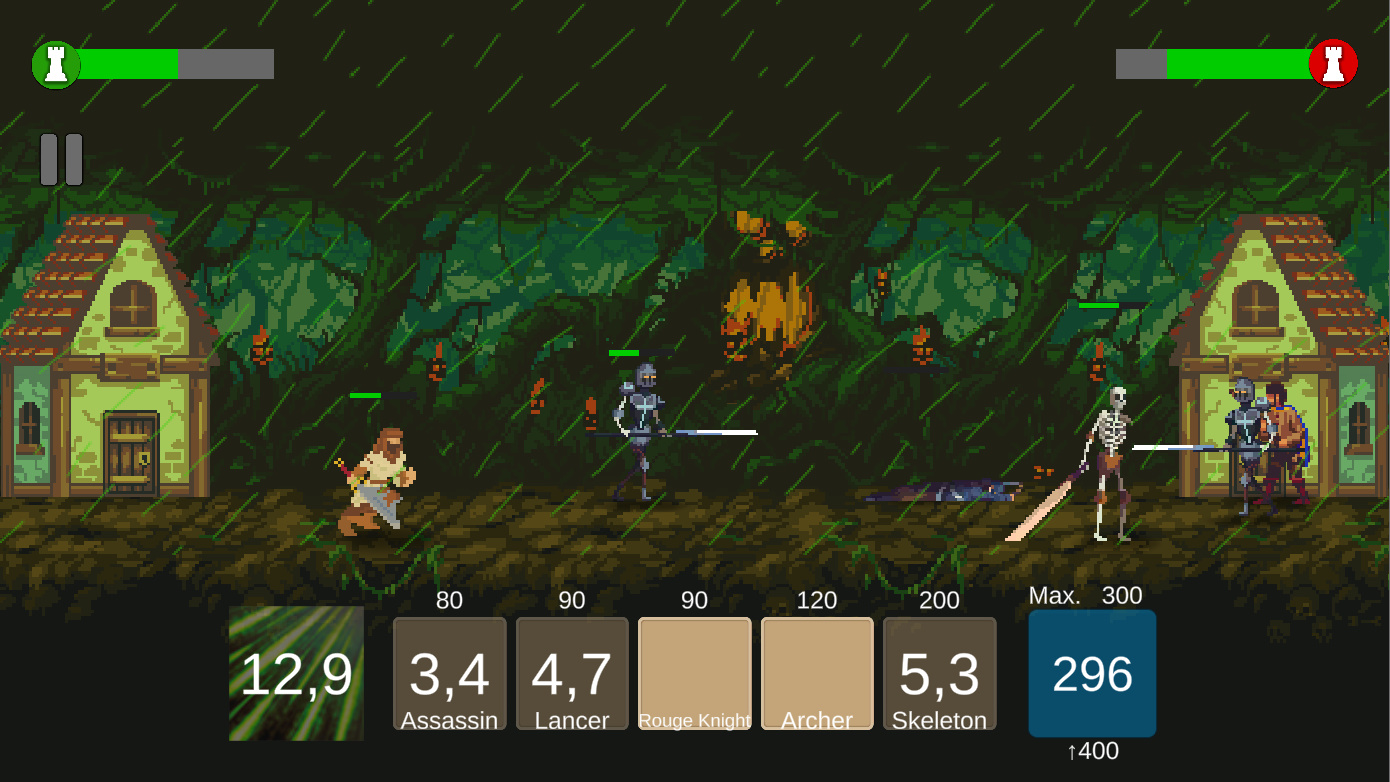 Max. 300
80 90 90 120 200
12,9 3,4 4,7 5,3 296
Assassin Lancer Rouge Knight Archer Skeleton
↑400